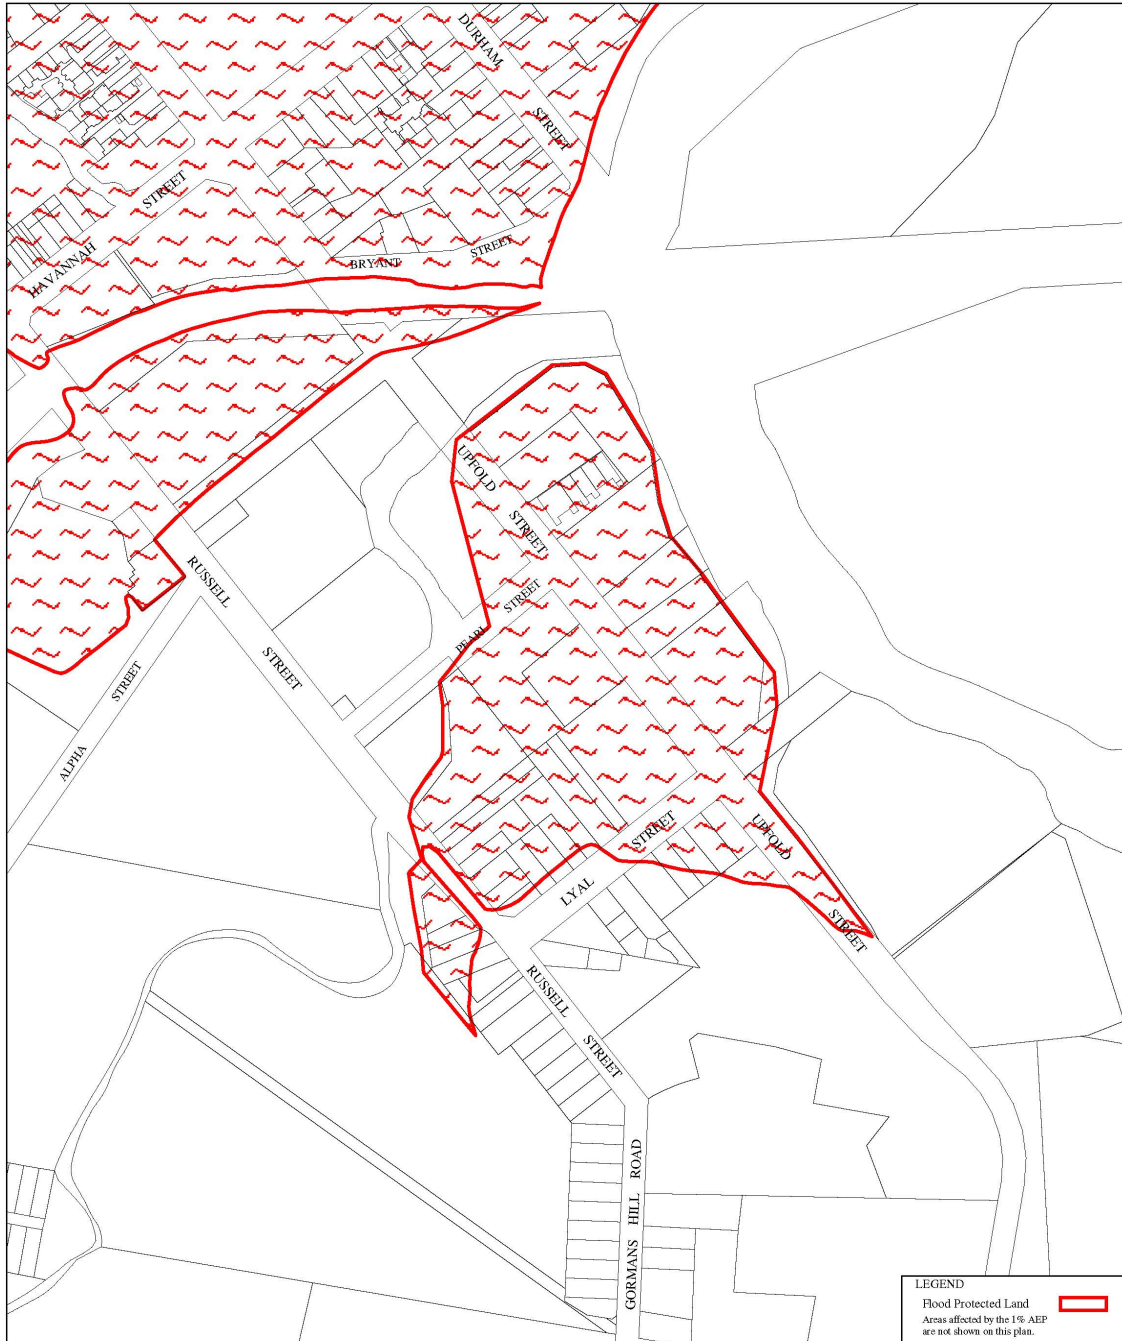 DURHAM
STREET
STREET
HAVANNAH
STREET
BRYANT
UPFOLD
STREET
RUSSELL
STREET
PEARL
STREET
STREET
ALPHA
STREET
LYAL
UPFOLD
STREET
RUSSELL
STREET
GORMANS HILL ROAD
LEGEND
Flood Protected Land
Areas affected by the 1% AEP
are not shown on this plan.